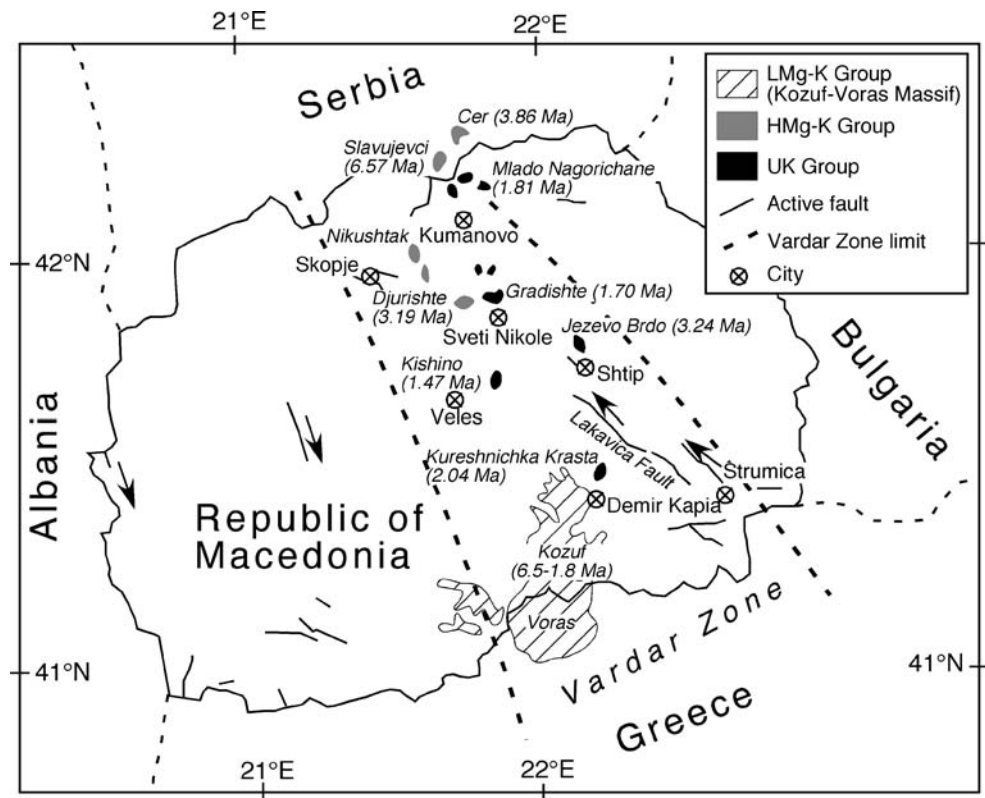 21°E
22°E
Serbia
LMg-K Group
(Kozuf-Voras Massif)
HMg-K Group
UK Group
Active fault
Vardar Zone limit
City
Cer (3.86 Ma)
Slavujevci
(6.57 Ma)
Mlado Nagorichane
(1.81 Ma)
Kumanovo
Nikushtak
42°N
42°N
Skopje
Djurishte
(3.19 Ma)
Gradishte (1.70 Ma)
Sveti Nikole
Jezevo Brdo (3.24 Ma)
Shtip
Kishino
(1.47 Ma)
Veles
Bulgaria
Albania
Lakavica Fault
Kureshnichka Krasta
(2.04 Ma)
Strumica
Demir Kapia
Republic of
Macedonia
Kozuf
(6.5-1.8 Ma)
Voras
Vardar Zone
41°N
41°N
Greece
21°E
22°E